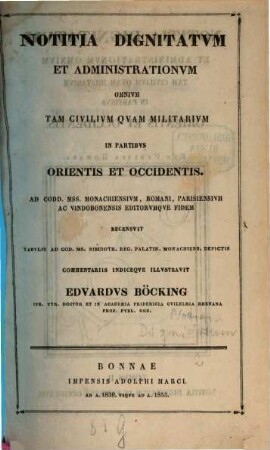 NOTITIA DIGNITATVM
ET ADMINISTRATIONVM
OMNIVM
TAM CIVILIVM QVAM MILITARIVM
IN PARTIBVS
ORIENTIS ET OCCIDENTIS.
AD CODD. MSS. MONACHIENSIVM, ROMANI, PARISIENSIVM
AC VINDOBONENSIS EDITORVMQVE FIDEM
RECENSVIT
TABVLIS AD COD. MS. BIBLIOTH. REG. PALATIN. MONACHIENS. DEPICTIS
COMMENTARIIS INDICEQVE ILLVSTRAVIT
EDVARDVS BÖCKING
IVR. VTR. DOCTOR ET IN ACADEMIA FRIDERICIA GVILELMIA RHENANA
PROF. PVBL. ORD.
BONNAE
IMPENSIS ADOLPHI MARCI.
AB A. 1839. VSQVE AD A. 1853.